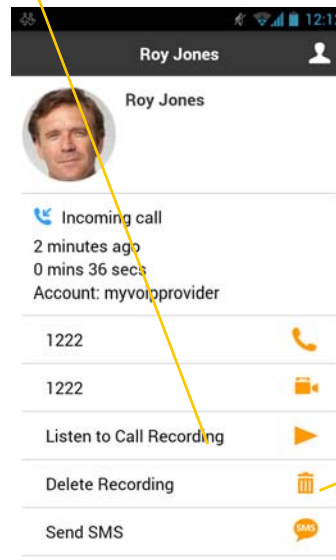 12:12
Roy Jones
Roy Jones
Incoming call
2 minutes ago
0 mins 36 secs
Account: myvoipprovider
1222
1222
Listen to Call Recording
Delete Recording
Send SMS SMS